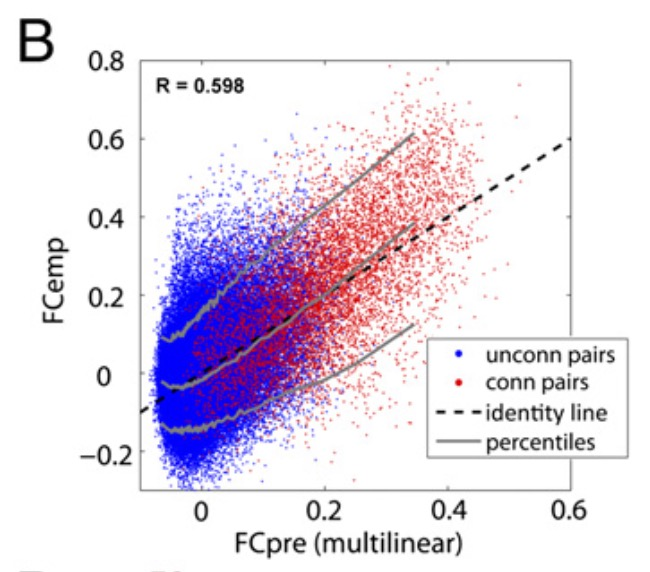 B
R = 0.598
0.8
0.6
0.4
0.2
0
−0.2
FCemp
unconn pairs
conn pairs
identity line
percentiles
0 0.2 0.4 0.6
FCpre (multilinear)